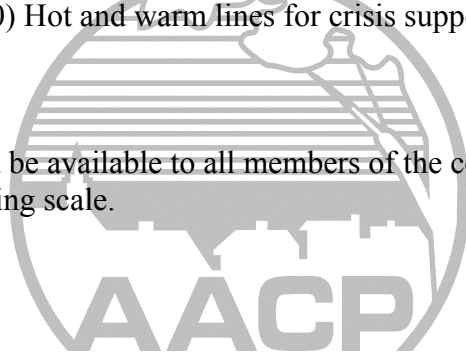 0) Hot and warm lines for crisis suppo
be available to all members of the co
ing scale.
AACP